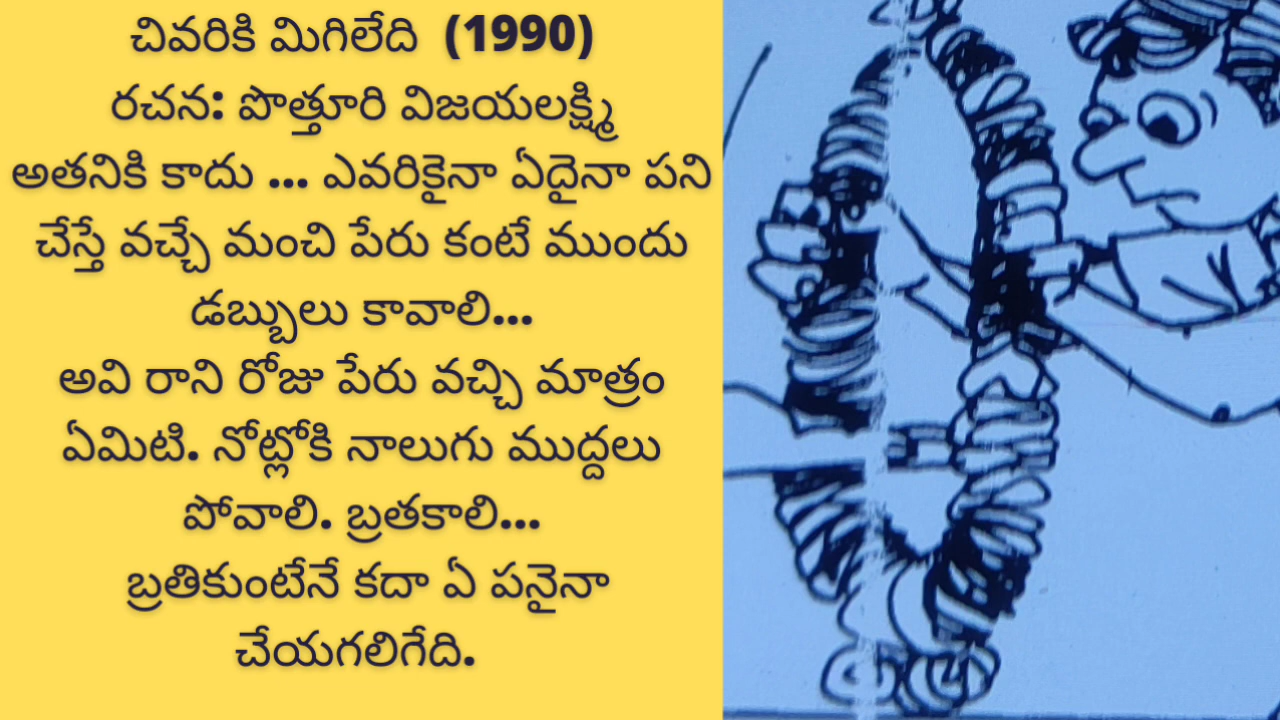 చివరికి మిగిలేది (1990)
రచన: పొత్తూరి విజయలక్ష్మి
అతనికి కాదు ... ఎవరికైనా ఏదైనా పని
చేస్తే వచ్చే మంచి పేరు కంటే ముందు
డబ్బులు కావాలి...
అవి రాని రోజు పేరు వచ్చి మాత్రం
ఏమిటి. నోట్లోకి నాలుగు ముద్దలు
పోవాలి. బ్రతకాలి...
బ్రతికుంటేనే కదా ఏ పనైనా
చేయగలిగేది.